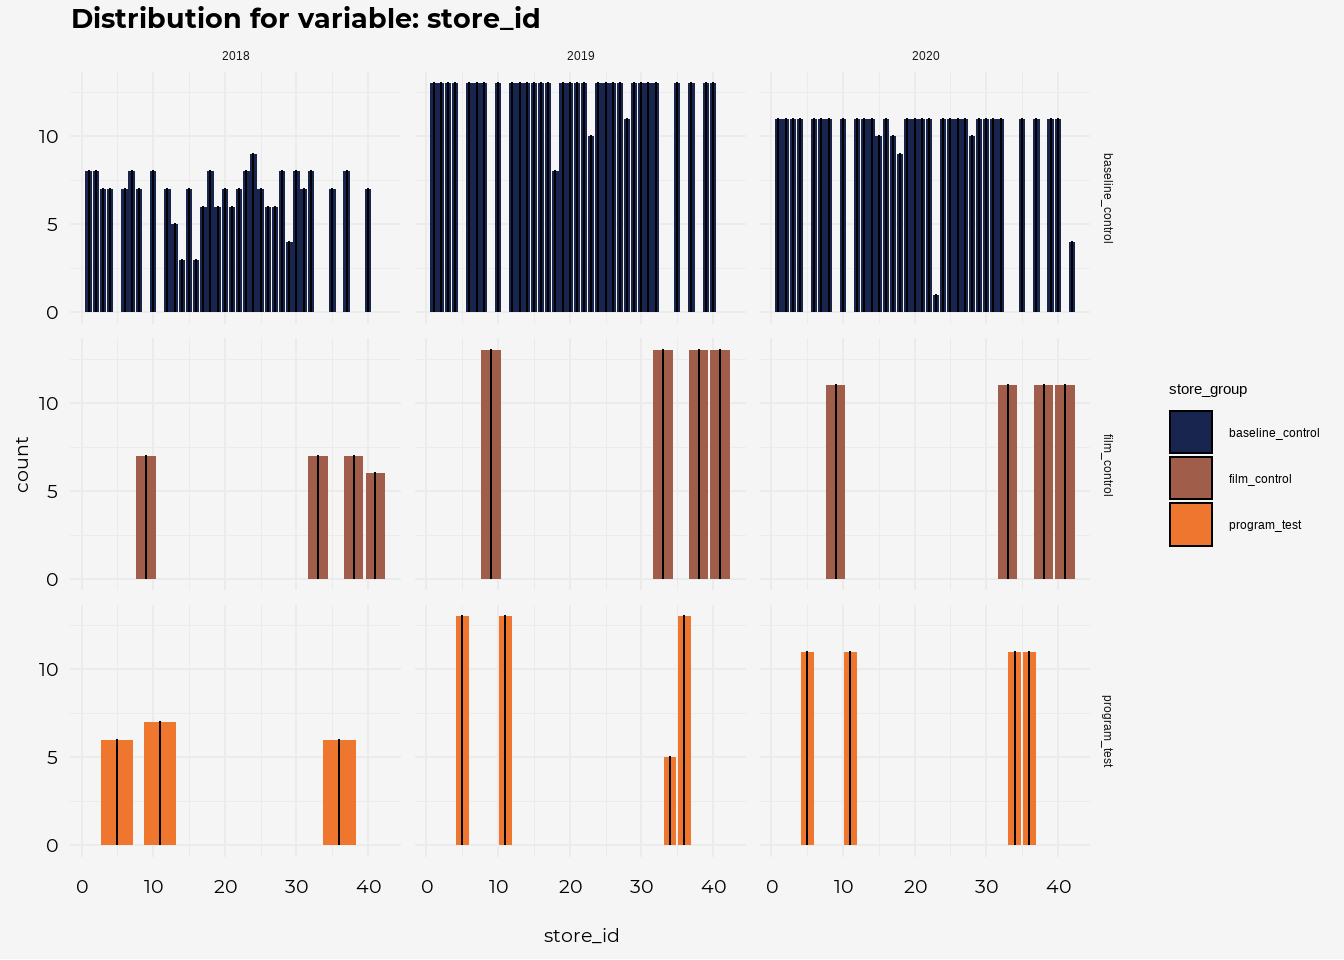 Distribution for variable: store_id
2018 2019 2020
10
5
0
baseline_control
10
5
0
film_control
10
5
0
program_test
count
0 10 20 30 40 0 10 20 30 40 0 10 20 30 40
store_id
store_group
baseline_control
film_control
program_test